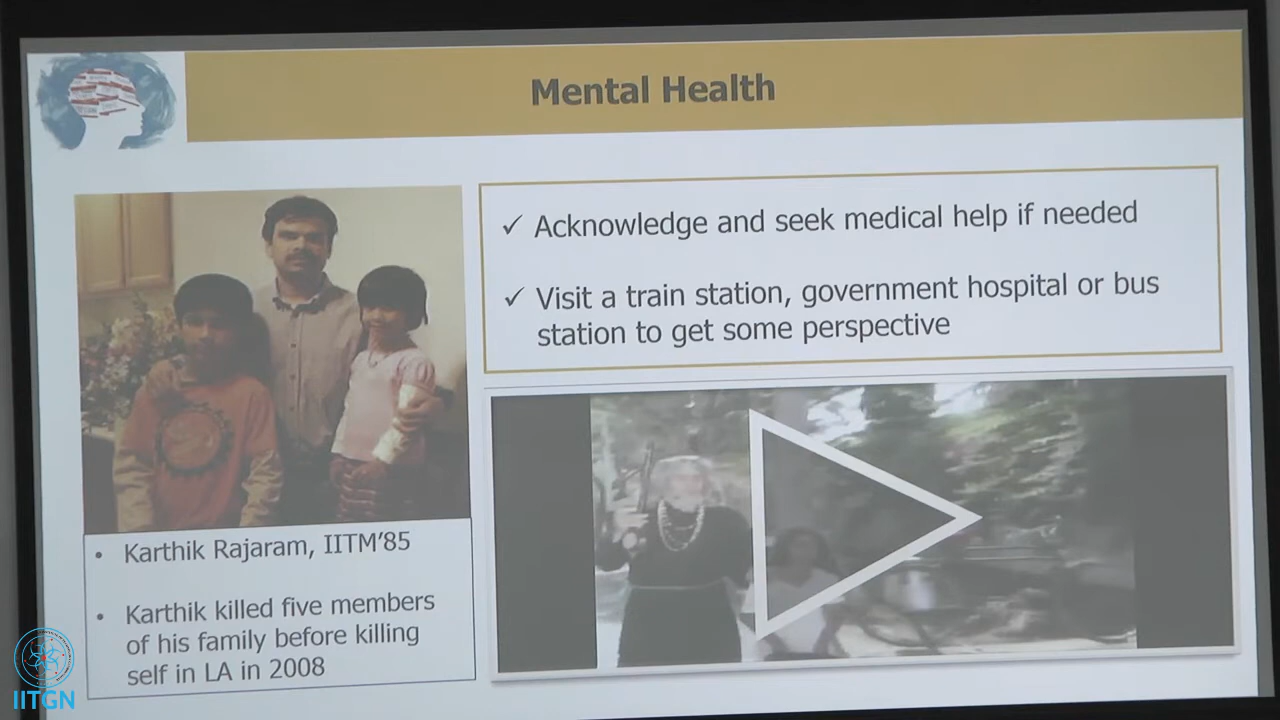 Mental Health
✓ Acknowledge and seek medical help if needed
✓ Visit a train station, government hospital or bus
station to get some perspective
• Karthik Rajaram, IITM'85
• Karthik killed five members
of his family before killing
self in LA in 2008
IITGN